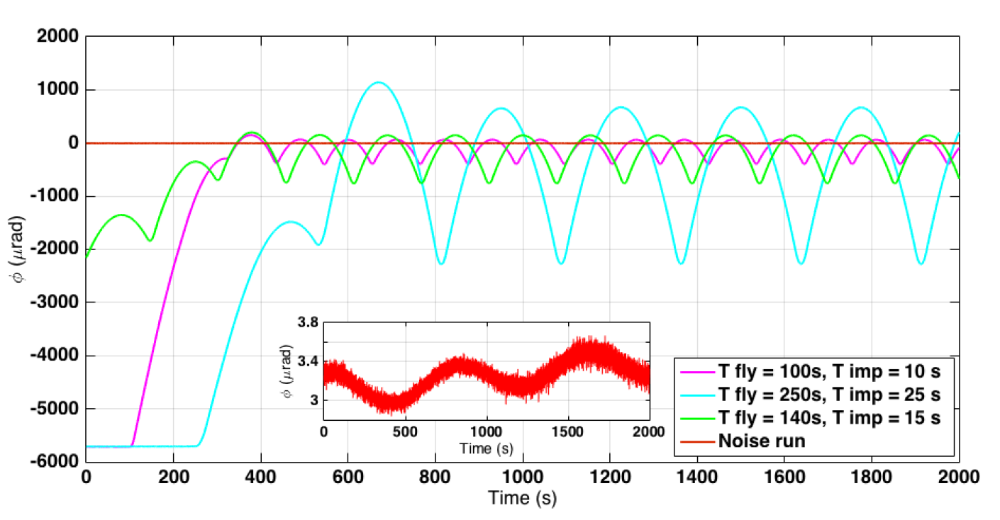 2000
1000
0
-1000
-2000
-3000
-4000
-5000
-6000
ϕ (μrad)
0 200 400 600 800 1000 1200 1400 1600 1800 2000
Time (s)
3.8
3.4
3
ϕ (μrad)
0 500 1000 1500 2000
Time (s)
T fly = 100s, T imp = 10 s
T fly = 250s, T imp = 25 s
T fly = 140s, T imp = 15 s
Noise run